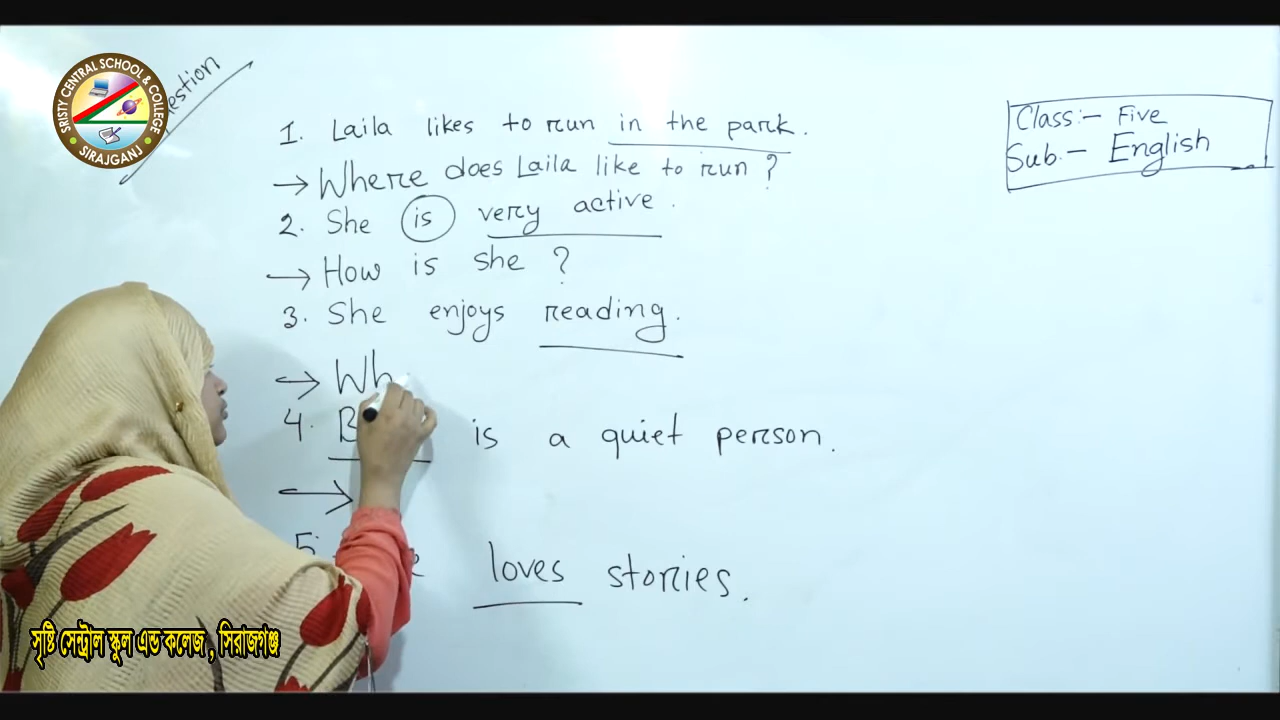 SRISTY CENTRAL SCHOOL & COLLEGE
SIRAJGANJ
Class:- Five
Sub.- English
1. Laila likes to run in the park.
→ Where does Laila like to run?
2. She is very active.
→ How is she?
3. She enjoys reading.
→ Wh
4. is a quiet person.
→
5. loves stories.
সৃষ্টি সেন্ট্রাল স্কুল এন্ড কলেজ, সিরাজগঞ্জ